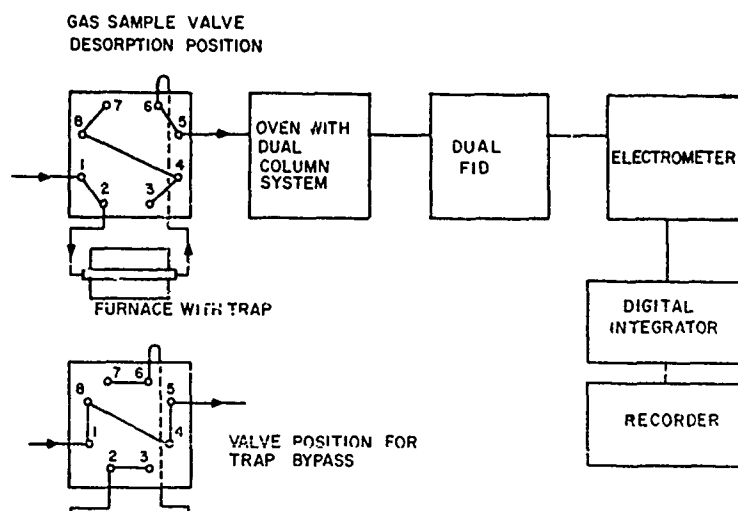 GAS SAMPLE VALVE
DESORPTION POSITION
7
6
8
5
1
4
2
3
OVEN WITH
DUAL
COLUMN
SYSTEM
DUAL
FID
ELECTROMETER
FURNACE WITH TRAP
DIGITAL
INTEGRATOR
RECORDER
7
6
8
5
1
4
2
3
VALVE POSITION FOR
TRAP BYPASS